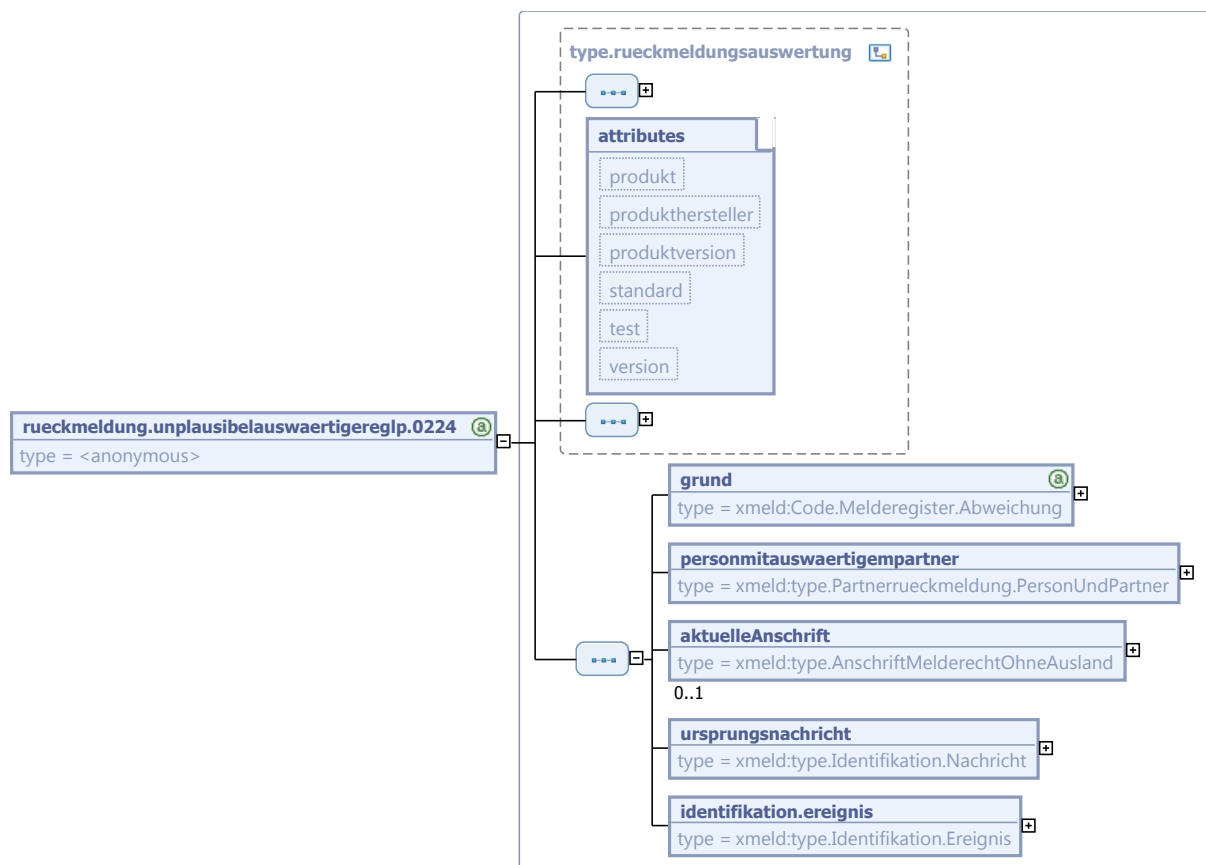 type.rueckmeldungsauswertung
attributes
produkt
produkthersteller
produktversion
standard
test
version
rueckmeldung.unplausibelauswaertigereglp.0224 a
type = <anonymous>
grund a
type = xmeld:Code.Melderegister.Abweichung
personmitauswaertigempartner
type = xmeld:type.Partnerrueckmeldung.PersonUndPartner
aktuelleAnschrift
type = xmeld:type.AnschriftMelderechtOhneAusland
0..1
ursprungsnachricht
type = xmeld:type.Identifikation.Nachricht
identifikation.ereignis
type = xmeld:type.Identifikation.Ereignis